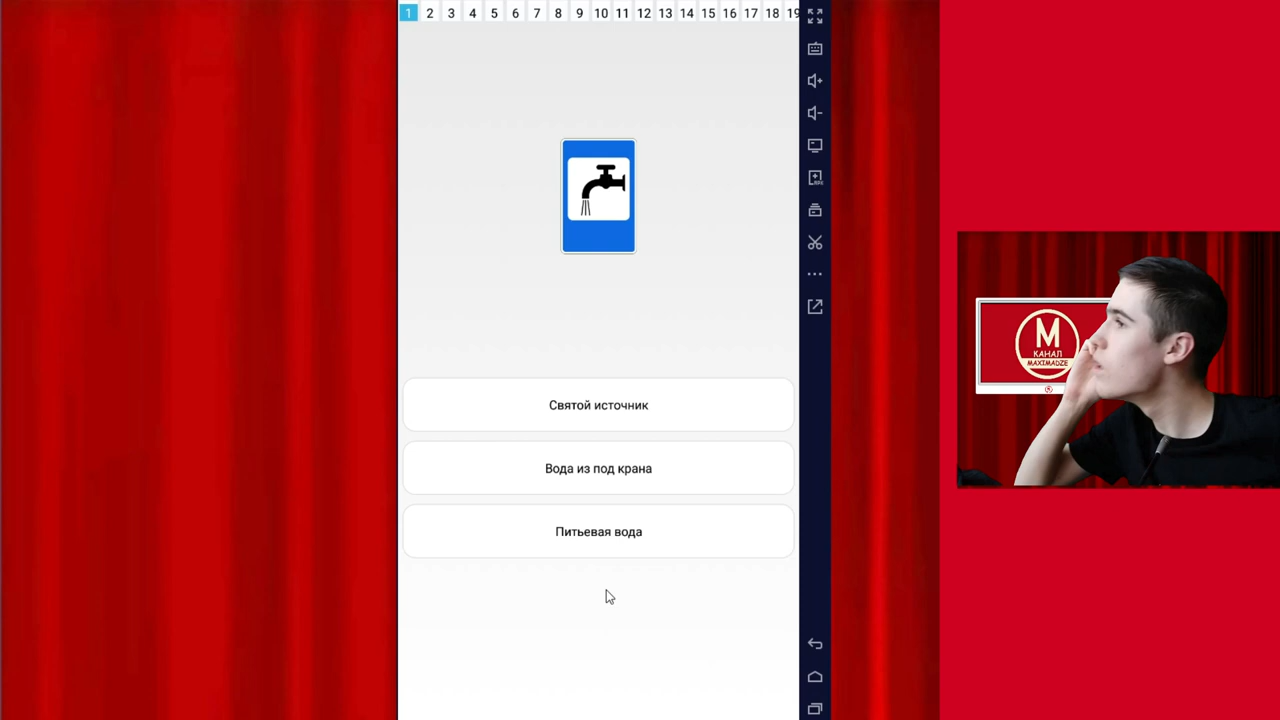 1 2 3 4 5 6 7 8 9 10 11 12 13 14 15 16 17 18 19
Святой источник
Вода из под крана
Питьевая вода
М
КАНАЛ
MAXIMADZE